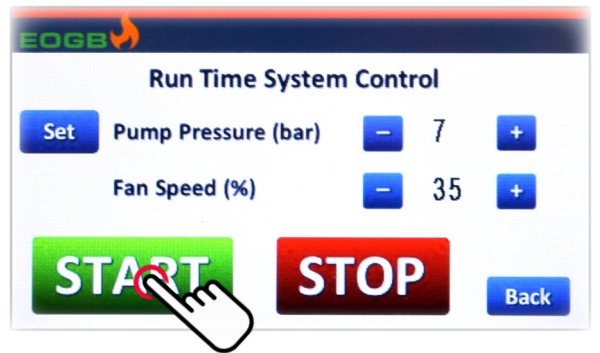 EOGB
Run Time System Control
Set Pump Pressure (bar) − 7 +
Fan Speed (%) − 35 +
START STOP
Back